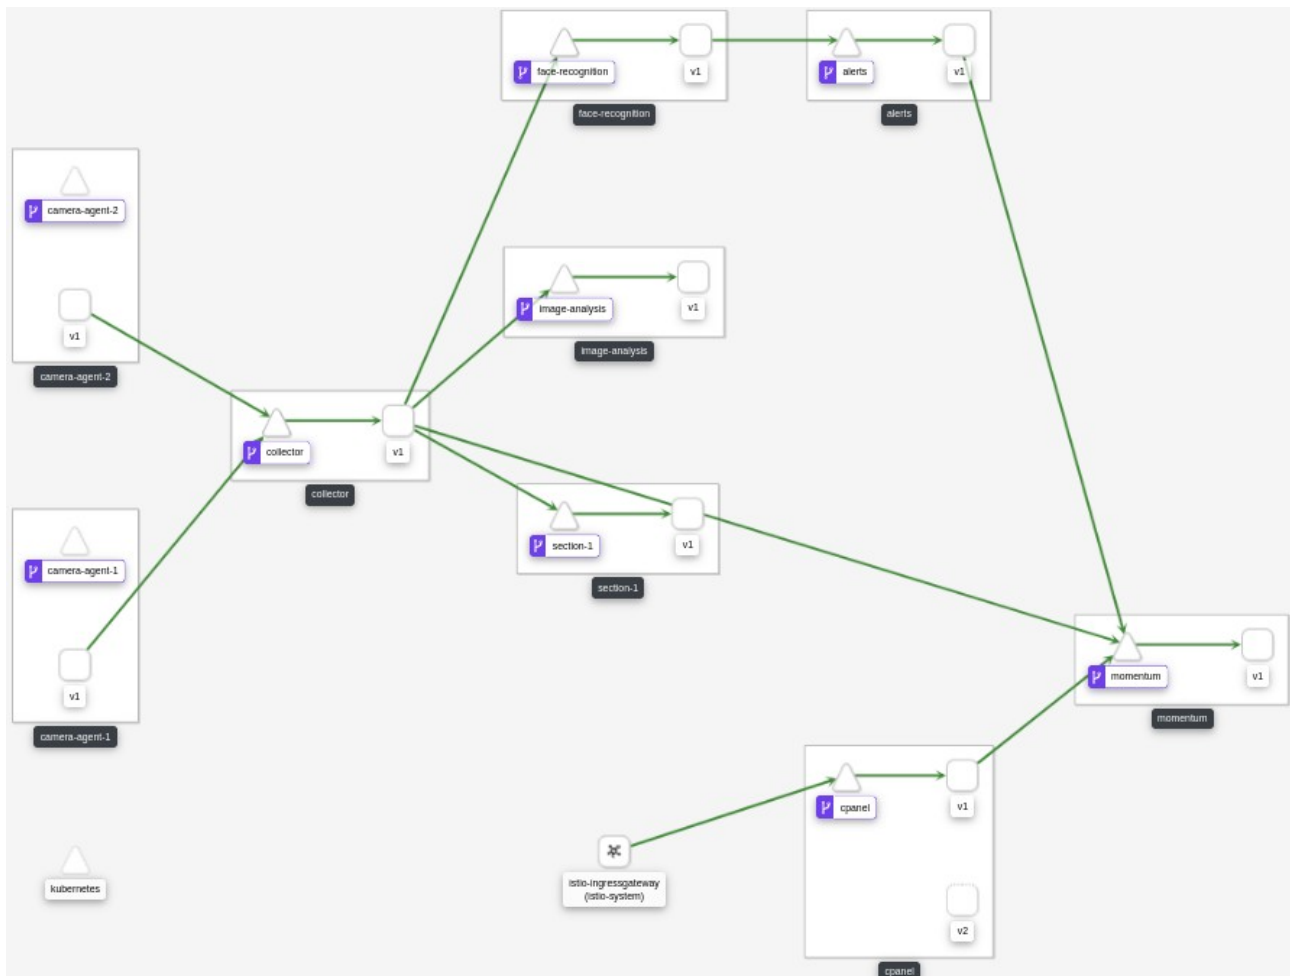 face-recognition
v1
face-recognition
alerts
v1
alerts
camera-agent-2
v1
camera-agent-2
image-analysis
v1
image-analysis
collector
v1
collector
section-1
v1
section-1
camera-agent-1
v1
camera-agent-1
momentum
v1
momentum
cpanel
v1
v2
cpanel
istio-ingressgateway
(istio-system)
kubernetes